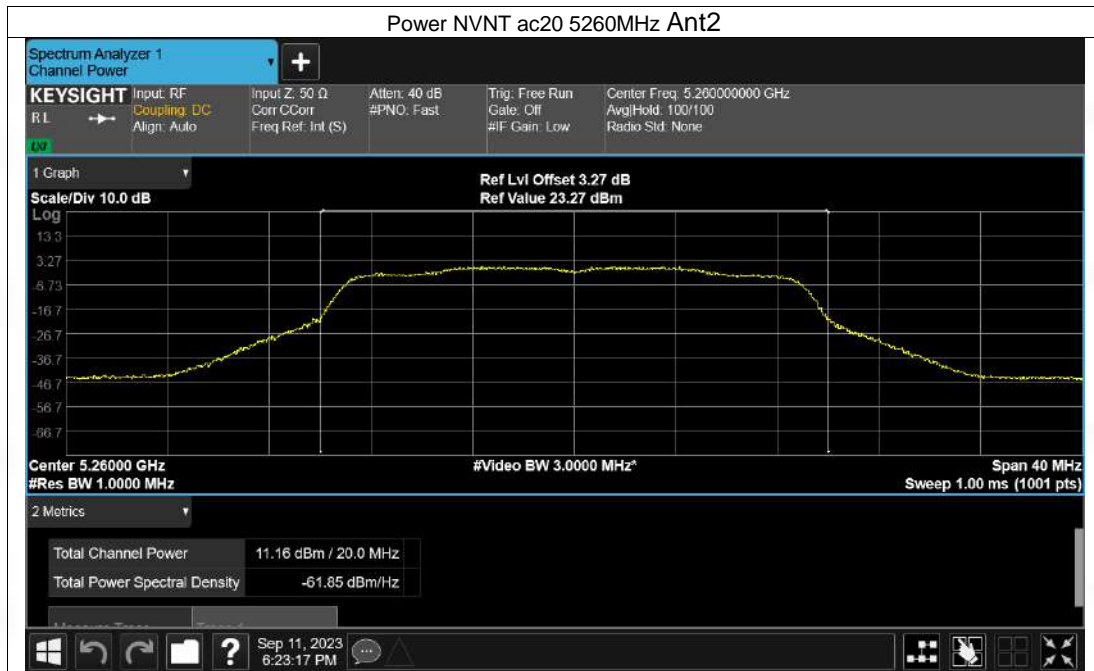 Power NVNT ac20 5260MHz Ant2
Spectrum Analyzer 1
Channel Power
KEYSIGHT
R L
LXI
Input: RF
Coupling: DC
Align: Auto
Input Z: 50 Ω
Corr CCorr
Freq Ref: Int (S)
Atten: 40 dB
#PNO: Fast
Trig: Free Run
Gate: Off
#IF Gain: Low
Center Freq: 5.260000000 GHz
Avg|Hold: 100/100
Radio Std: None
1 Graph
Scale/Div 10.0 dB
Ref Lvl Offset 3.27 dB
Ref Value 23.27 dBm
Log
13.3
3.27
-6.73
-16.7
-26.7
-36.7
-46.7
-56.7
-66.7
Center 5.26000 GHz
#Video BW 3.0000 MHz*
Span 40 MHz
#Res BW 1.0000 MHz
Sweep 1.00 ms (1001 pts)
2 Metrics
Total Channel Power 11.16 dBm / 20.0 MHz
Total Power Spectral Density -61.85 dBm/Hz
?
Sep 11, 2023
6:23:17 PM